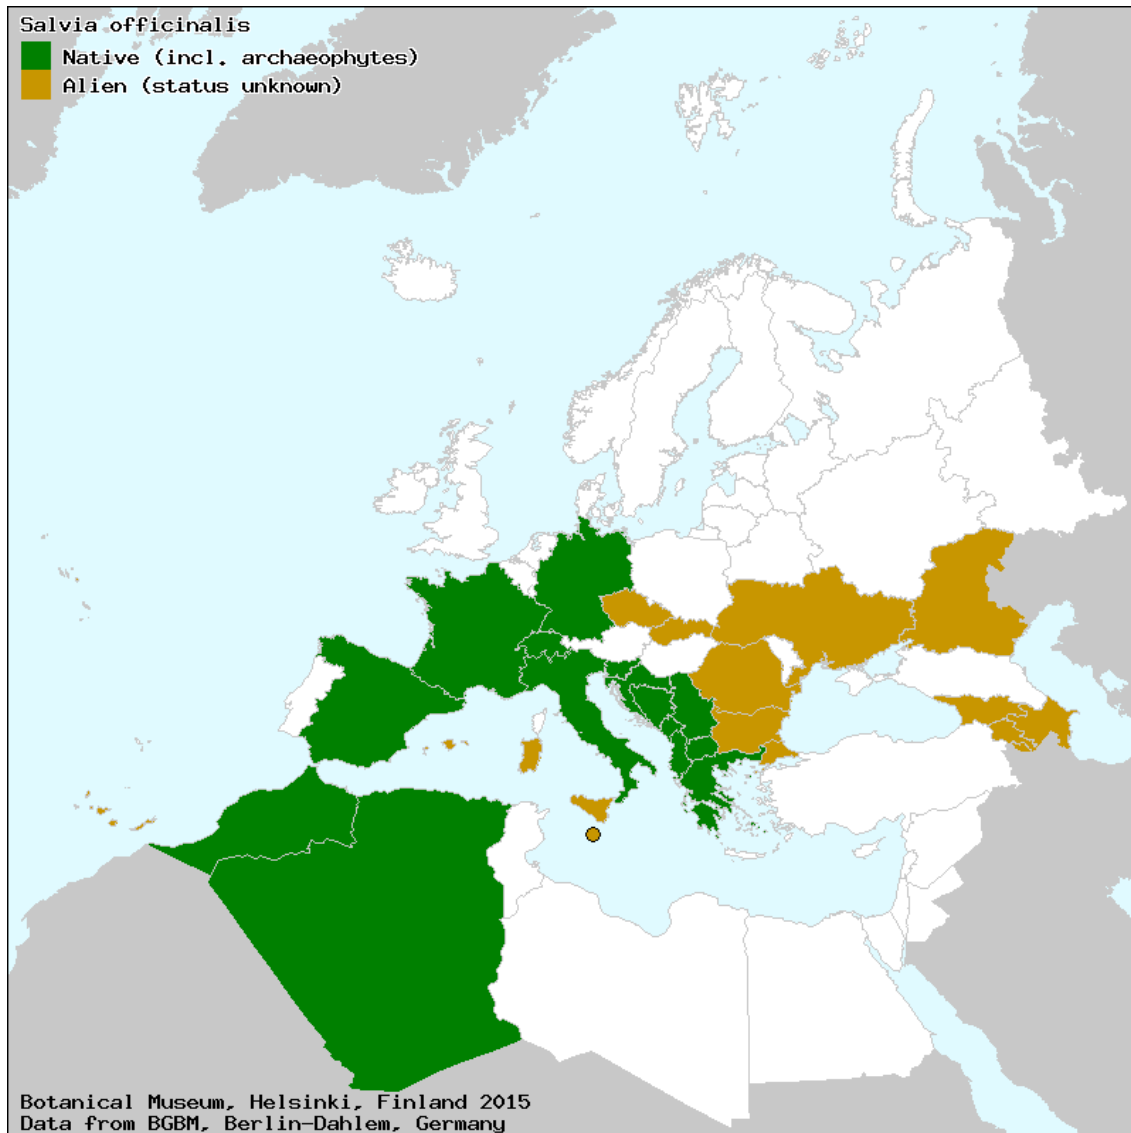 Salvia officinalis
Native (incl. archaeophytes)
Alien (status unknown)
Botanical Museum, Helsinki, Finland 2015
Data from BGBM, Berlin-Dahlem, Germany